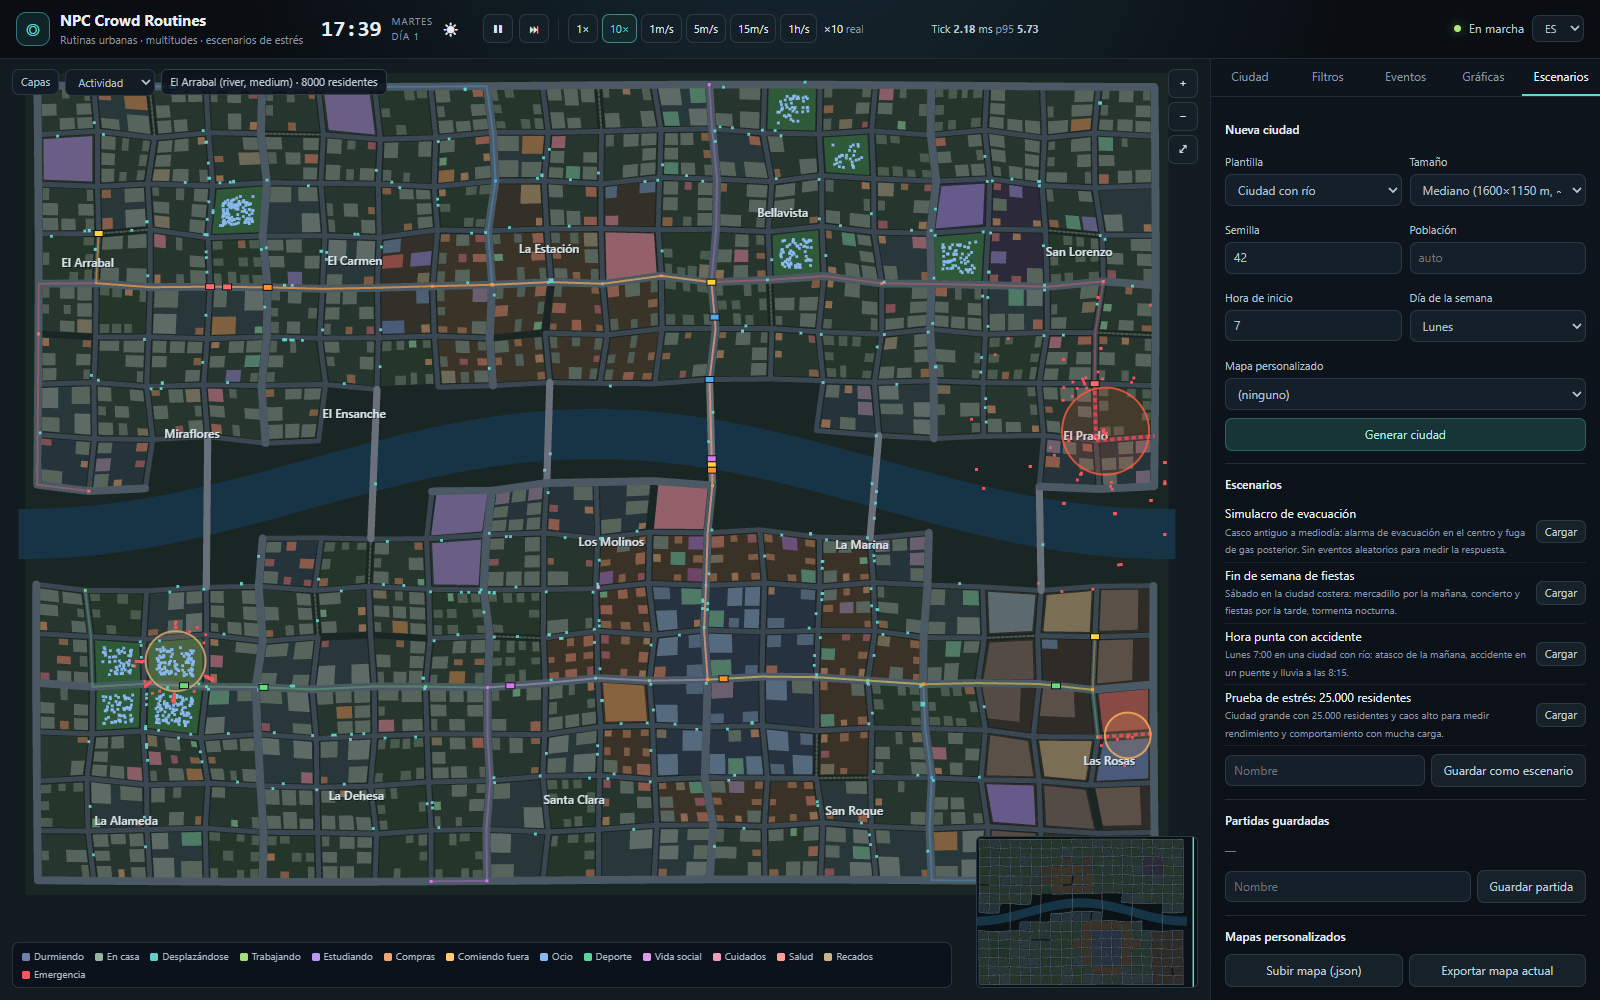 NPC Crowd Routines
Rutinas urbanas · multitudes · escenarios de estrés
17:39
MARTES
DÍA 1
1×
10×
1m/s
5m/s
15m/s
1h/s
×10 real
Tick 2.18 ms p95 5.73
En marcha
ES
Capas
Actividad
El Arrabal (river, medium) · 8000 residentes
+
−
Ciudad
Filtros
Eventos
Gráficas
Escenarios
Bellavista
La Estación
San Lorenzo
El Arrabal
El Carmen
El Ensanche
Miraflores
El Prado
Los Molinos
La Marina
Las Rosas
La Dehesa
Santa Clara
San Roque
La Alameda
Durmiendo
En casa
Desplazándose
Trabajando
Estudiando
Compras
Comiendo fuera
Ocio
Deporte
Vida social
Cuidados
Salud
Recados
Emergencia
Nueva ciudad
Plantilla
Tamaño
Ciudad con río
Mediano (1600×1150 m, ~
Semilla
Población
42
auto
Hora de inicio
Día de la semana
7
Lunes
Mapa personalizado
(ninguno)
Generar ciudad
Escenarios
Simulacro de evacuación
Casco antiguo a mediodía: alarma de evacuación en el centro y fuga
de gas posterior. Sin eventos aleatorios para medir la respuesta.
Cargar
Fin de semana de fiestas
Sábado en la ciudad costera: mercadillo por la mañana, concierto y
fiestas por la tarde, tormenta nocturna.
Cargar
Hora punta con accidente
Lunes 7:00 en una ciudad con río: atasco de la mañana, accidente en
un puente y lluvia a las 8:15.
Cargar
Prueba de estrés: 25.000 residentes
Ciudad grande con 25.000 residentes y caos alto para medir
rendimiento y comportamiento con mucha carga.
Cargar
Nombre
Guardar como escenario
Partidas guardadas
—
Nombre
Guardar partida
Mapas personalizados
Subir mapa (.json)
Exportar mapa actual